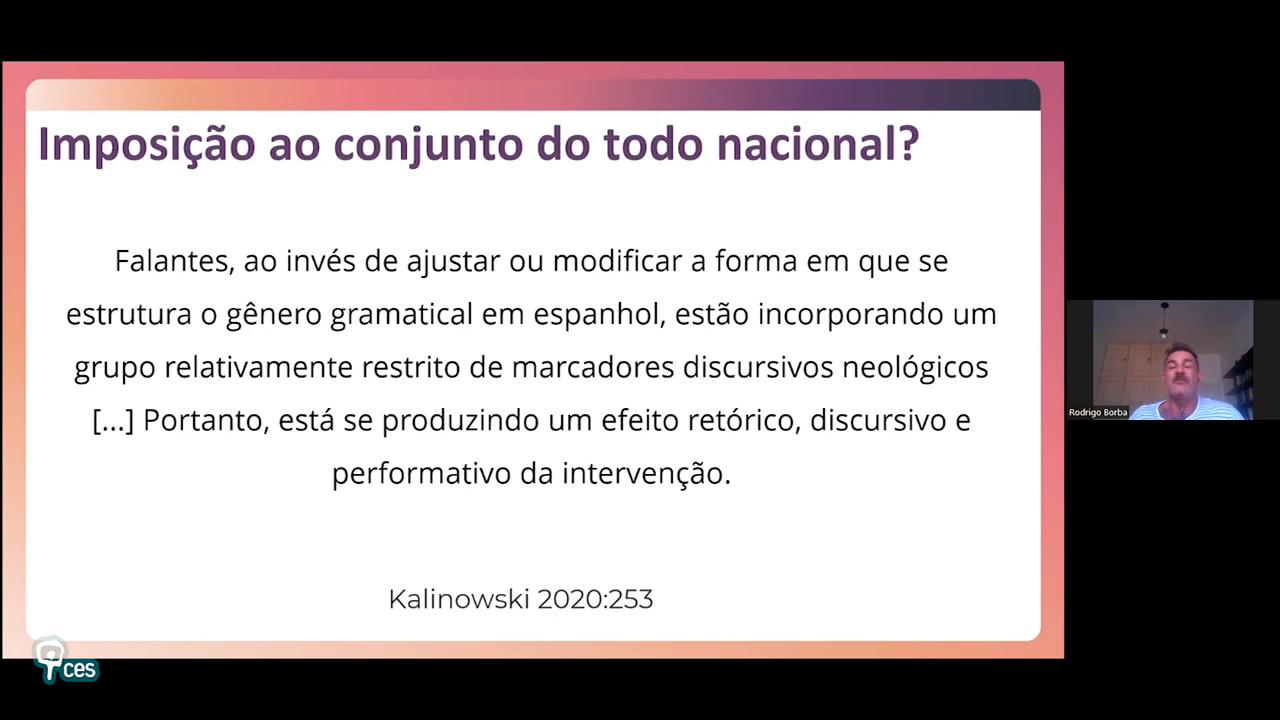 Imposição ao conjunto do todo nacional?
Falantes, ao invés de ajustar ou modificar a forma em que se
estrutura o gênero gramatical em espanhol, estão incorporando um
grupo relativamente restrito de marcadores discursivos neológicos
[...] Portanto, está se produzindo um efeito retórico, discursivo e
performativo da intervenção.
Kalinowski 2020:253
Rodrigo Borba
ces